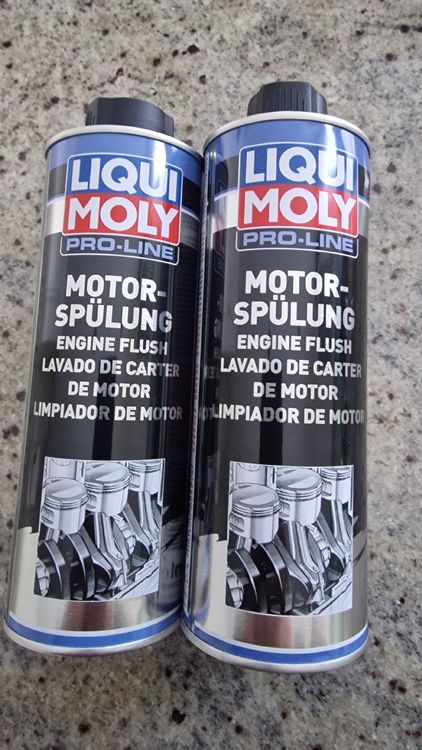 LIQUI
MOLY
PRO-LINE
MOTOR-
SPÜLUNG
ENGINE FLUSH
LAVADO DE CARTER
DE MOTOR
LIMPIADOR DE MOTOR
LIQUI
MOLY
PRO-LINE
MOTOR-
SPÜLUNG
ENGINE FLUSH
LAVADO DE CARTER
DE MOTOR
LIMPIADOR DE MOTOR